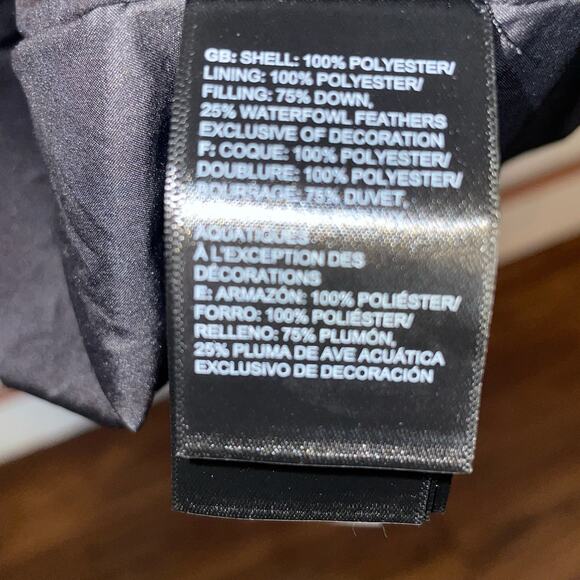 GB: SHELL: 100% POLYESTER/
LINING: 100% POLYESTER/
FILLING: 75% DOWN,
25% WATERFOWL FEATHERS
EXCLUSIVE OF DECORATION
F: COQUE: 100% POLYESTER/
DOUBLURE: 100% POLYESTER/
BOURSAGE: 75% DUVET,
AQUATIQUES
À L'EXCEPTION DES
DÉCORATIONS
E: ARMAZÓN: 100% POLIÉSTER/
FORRO: 100% POLIÉSTER/
RELLENO: 75% PLUMÓN,
25% PLUMA DE AVE ACUÁTICA
EXCLUSIVO DE DECORACIÓN